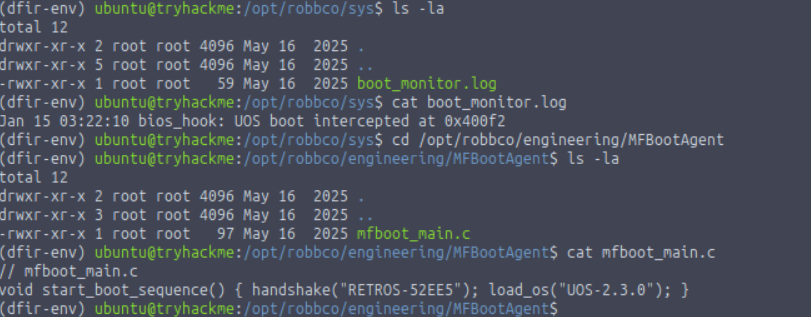 (dfir-env) ubuntu@tryhackme:/opt/robbco/sys$ ls -la
total 12
drwxr-xr-x 2 root root 4096 May 16  2025 .
drwxr-xr-x 5 root root 4096 May 16  2025 ..
-rwxr-xr-x 1 root root   59 May 16  2025 boot_monitor.log
(dfir-env) ubuntu@tryhackme:/opt/robbco/sys$ cat boot_monitor.log
Jan 15 03:22:10 bios_hook: UOS boot intercepted at 0x400f2
(dfir-env) ubuntu@tryhackme:/opt/robbco/sys$ cd /opt/robbco/engineering/MFBootAgent
(dfir-env) ubuntu@tryhackme:/opt/robbco/engineering/MFBootAgent$ ls -la
total 12
drwxr-xr-x 2 root root 4096 May 16  2025 .
drwxr-xr-x 3 root root 4096 May 16  2025 ..
-rwxr-xr-x 1 root root   97 May 16  2025 mfboot_main.c
(dfir-env) ubuntu@tryhackme:/opt/robbco/engineering/MFBootAgent$ cat mfboot_main.c
// mfboot_main.c
void start_boot_sequence() { handshake("RETROS-52EE5"); load_os("UOS-2.3.0"); }
(dfir-env) ubuntu@tryhackme:/opt/robbco/engineering/MFBootAgent$